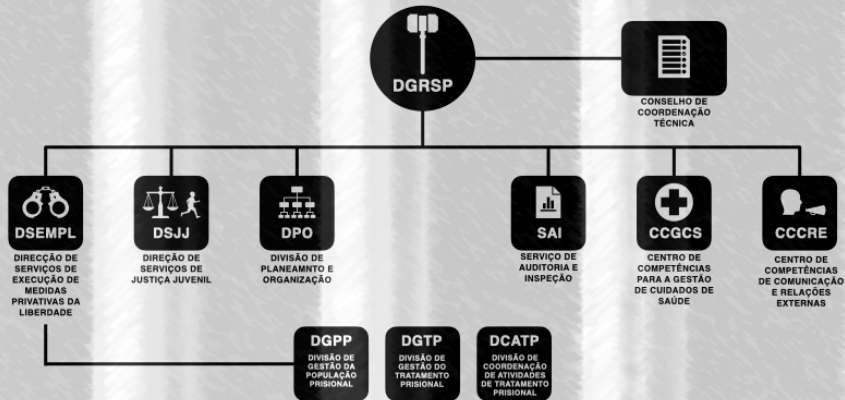 DGRSP
CONSELHO DE
COORDENAÇÃO
TÉCNICA
DSEMPL
DIRECÇÃO DE
SERVIÇOS DE
EXECUÇÃO DE
MEDIDAS
PRIVATIVAS DA
LIBERDADE
DSJJ
DIREÇÃO DE
SERVIÇOS DE
JUSTIÇA JUVENIL
DPO
DIVISÃO DE
PLANEAMNTO E
ORGANIZAÇÃO
SAI
SERVIÇO DE
AUDITORIA E
INSPEÇÃO
CCGCS
CENTRO DE
COMPETÊNCIAS
PARA A GESTÃO
DE CUIDADOS DE
SAÚDE
CCCRE
CENTRO DE
COMPETÊNCIAS
DE COMUNICAÇÃO
E RELAÇÕES
EXTERNAS
DGPP
DIVISÃO DE
GESTÃO DA
POPULAÇÃO
PRISIONAL
DGTP
DIVISÃO DE
GESTÃO DO
TRATAMENTO
PRISIONAL
DCATP
DIVISÃO DE
COORDENAÇÃO
DE ATIVIDADES
DE TRATAMENTO
PRISIONAL